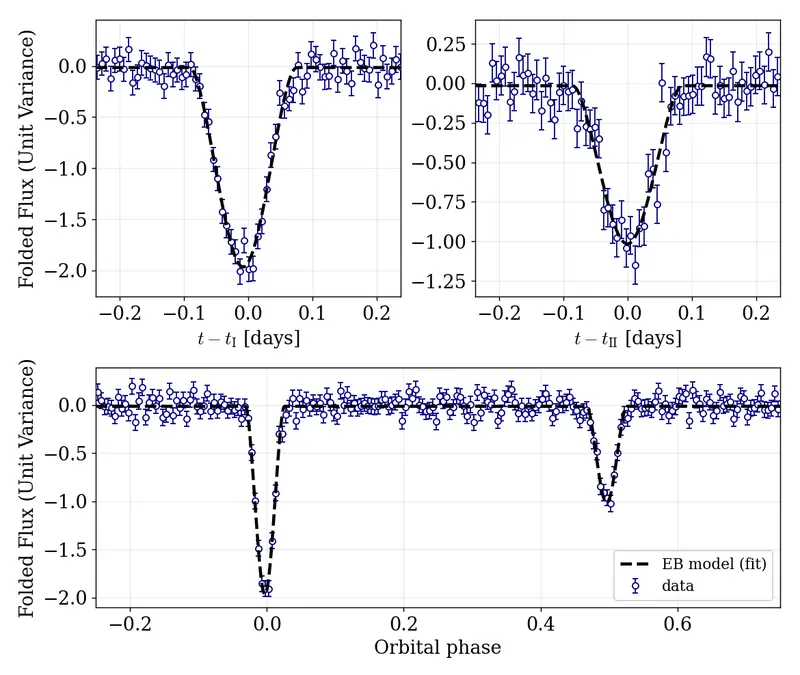 Folded Flux (Unit Variance)
0.0
−0.5
−1.0
−1.5
−2.0
−0.2 −0.1 0.0 0.1 0.2
t − tI [days]
0.25
0.00
−0.25
−0.50
−0.75
−1.00
−1.25
−0.2 −0.1 0.0 0.1 0.2
t − tII [days]
Folded Flux (Unit Variance)
0.0
−0.5
−1.0
−1.5
−2.0
−0.2 0.0 0.2 0.4 0.6
Orbital phase
EB model (fit)
data